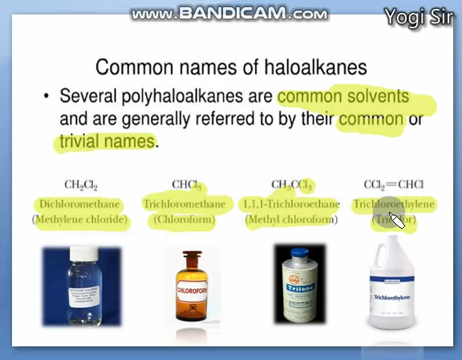 www.BANDICAM.com
Yogi Sir
Common names of haloalkanes
• Several polyhaloalkanes are common solvents
and are generally referred to by their common or
trivial names.
CH₂Cl₂ CHCl₃ CH₃CCl₃ CCl₂=CHCl
Dichloromethane Trichloromethane 1,1,1-Trichloroethane Trichloroethylene
(Methylene chloride) (Chloroform) (Methyl chloroform)
CHLOROFORM
Trilene
Trichlorethylene